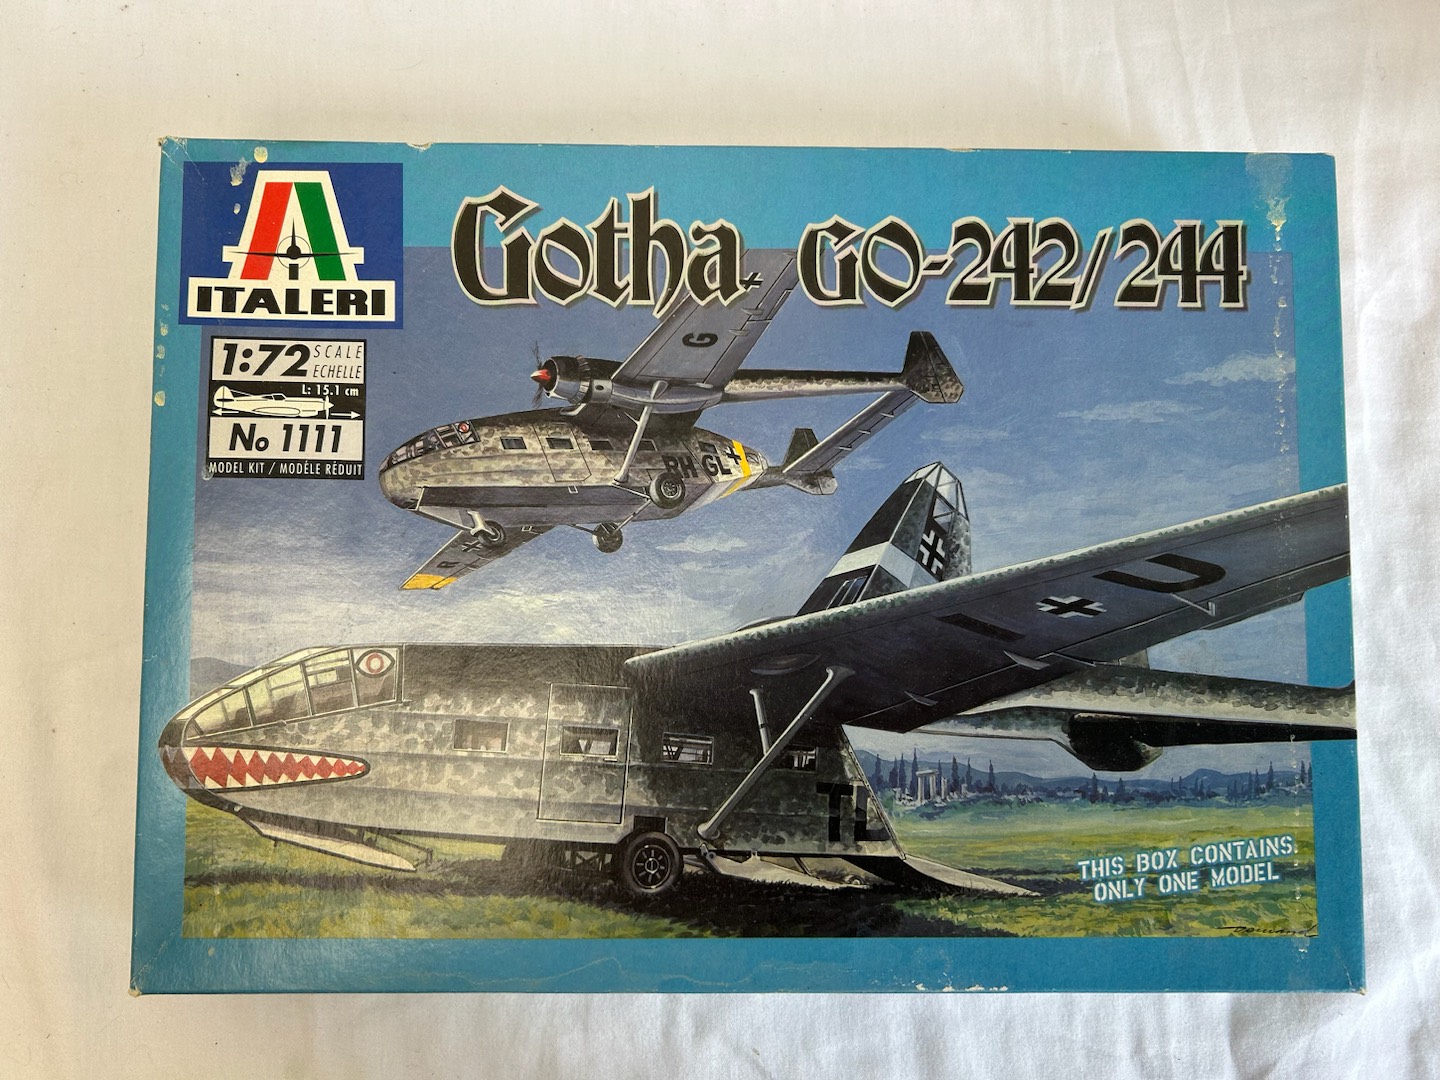 Gotha GO-242/244
ITALERI
1:72 SCALE
ECHELLE
L: 15.1 cm
No 1111
MODEL KIT / MODÈLE RÉDUIT
G
RH GL
R
I U
TL
THIS BOX CONTAINS
ONLY ONE MODEL